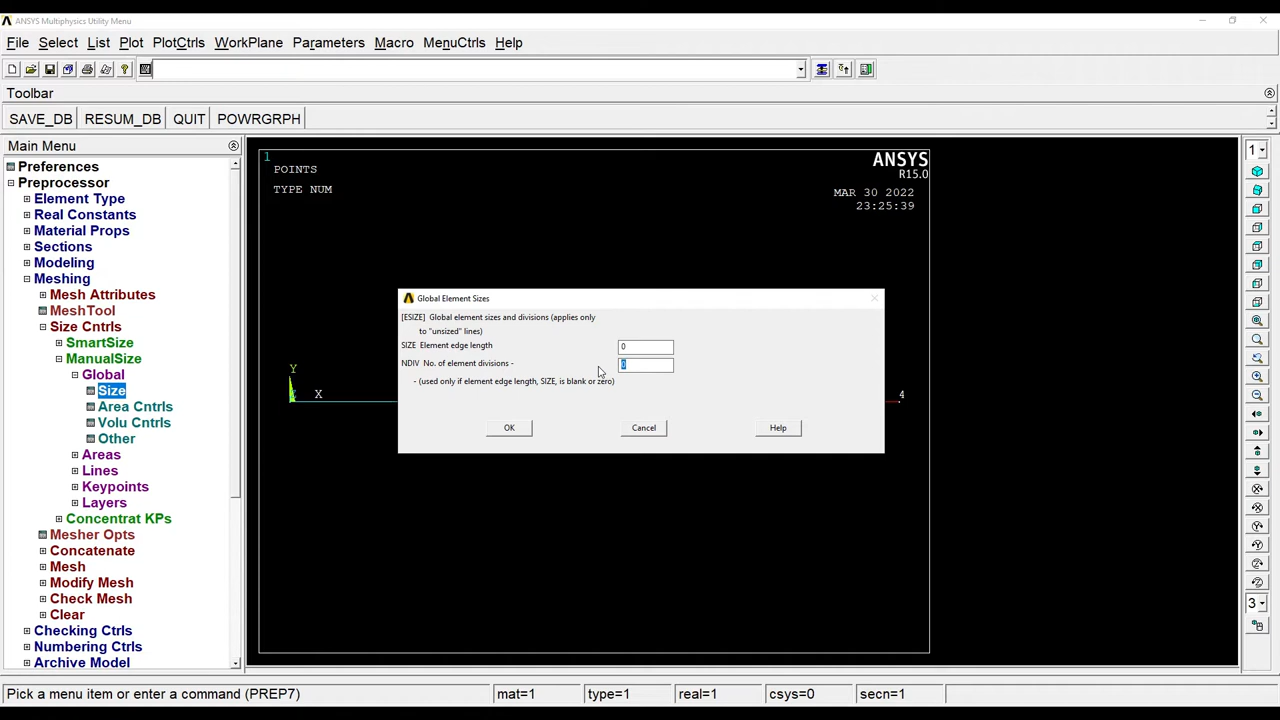 ANSYS Multiphysics Utility Menu
File Select List Plot PlotCtrls WorkPlane Parameters Macro MenuCtrls Help
Toolbar
SAVE_DB RESUM_DB QUIT POWRGRPH
Main Menu
Preferences
Preprocessor
Element Type
Real Constants
Material Props
Sections
Modeling
Meshing
Mesh Attributes
MeshTool
Size Cntrls
SmartSize
ManualSize
Global
Size
Area Cntrls
Volu Cntrls
Other
Areas
Lines
Keypoints
Layers
Concentrat KPs
Mesher Opts
Concatenate
Mesh
Modify Mesh
Check Mesh
Clear
Checking Ctrls
Numbering Ctrls
Archive Model
1
POINTS
TYPE NUM
ANSYS
R15.0
MAR 30 2022
23:25:39
Y
X
4
Global Element Sizes
[ESIZE] Global element sizes and divisions (applies only
to "unsized" lines)
SIZE Element edge length 0
NDIV No. of element divisions - 0
- (used only if element edge length, SIZE, is blank or zero)
OK Cancel Help
1
3
Pick a menu item or enter a command (PREP7) mat=1 type=1 real=1 csys=0 secn=1